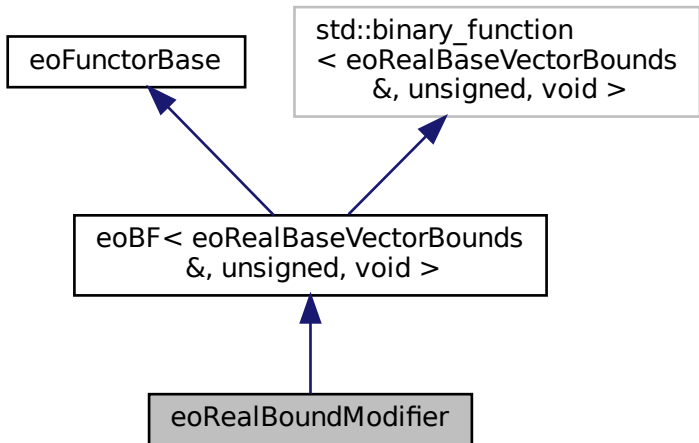 eoFunctorBase
std::binary_function
< eoRealBaseVectorBounds
&, unsigned, void >
eoBF< eoRealBaseVectorBounds
&, unsigned, void >
eoRealBoundModifier